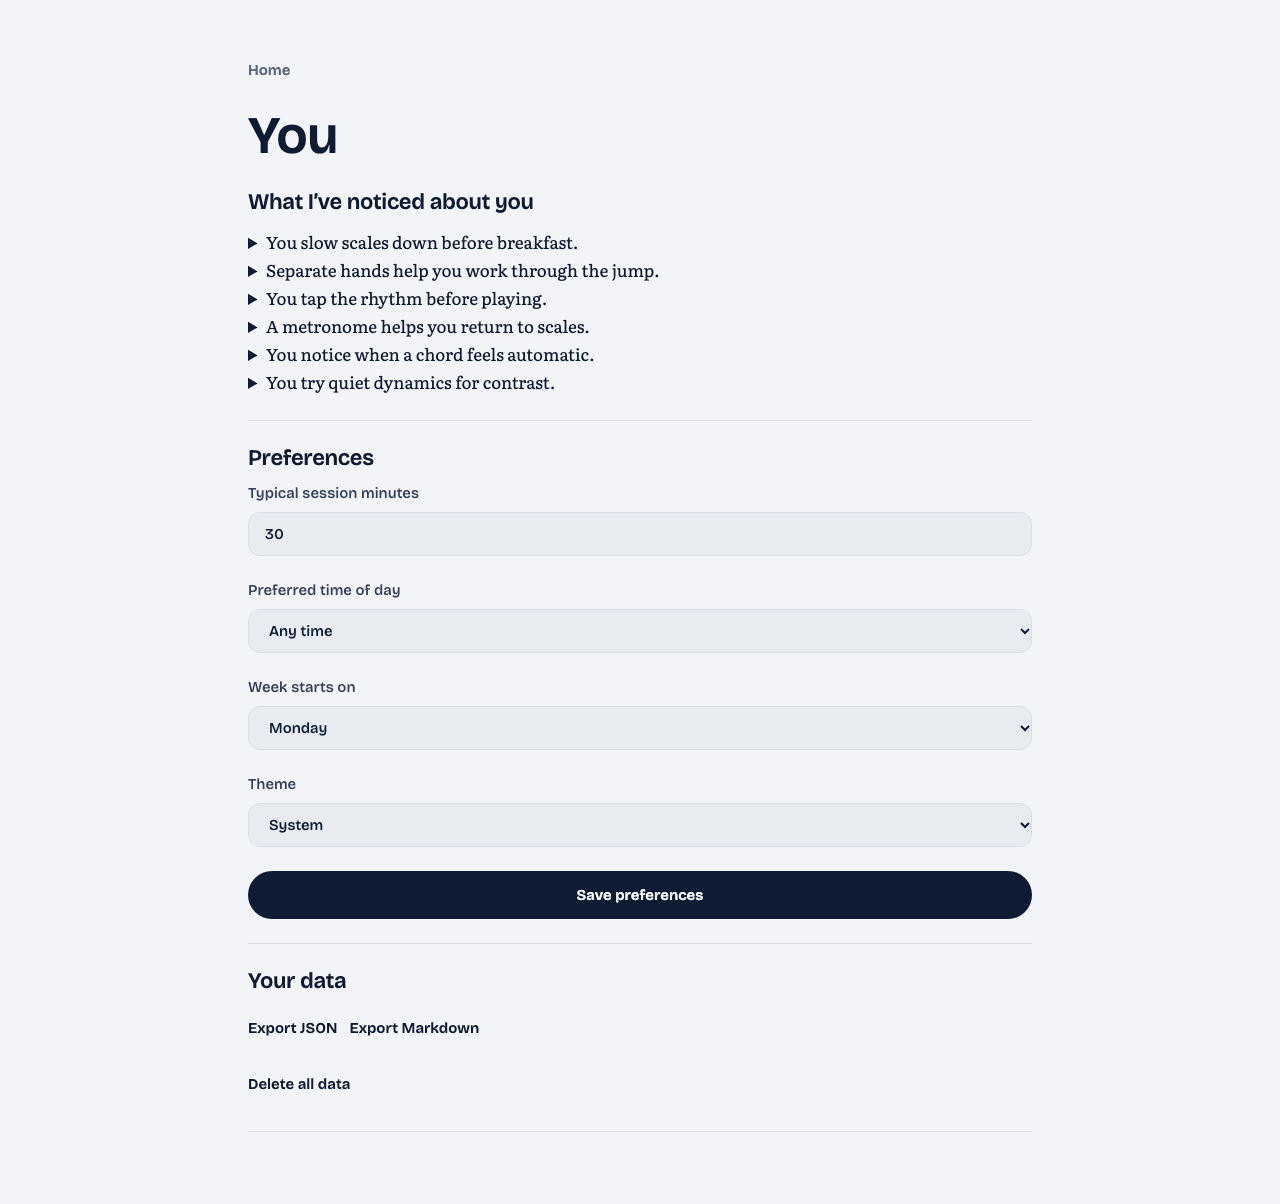 Home
You
What I’ve noticed about you
You slow scales down before breakfast.
Separate hands help you work through the jump.
You tap the rhythm before playing.
A metronome helps you return to scales.
You notice when a chord feels automatic.
You try quiet dynamics for contrast.
Preferences
Typical session minutes
30
Preferred time of day
Any time
Week starts on
Monday
Theme
System
Save preferences
Your data
Export JSON Export Markdown
Delete all data